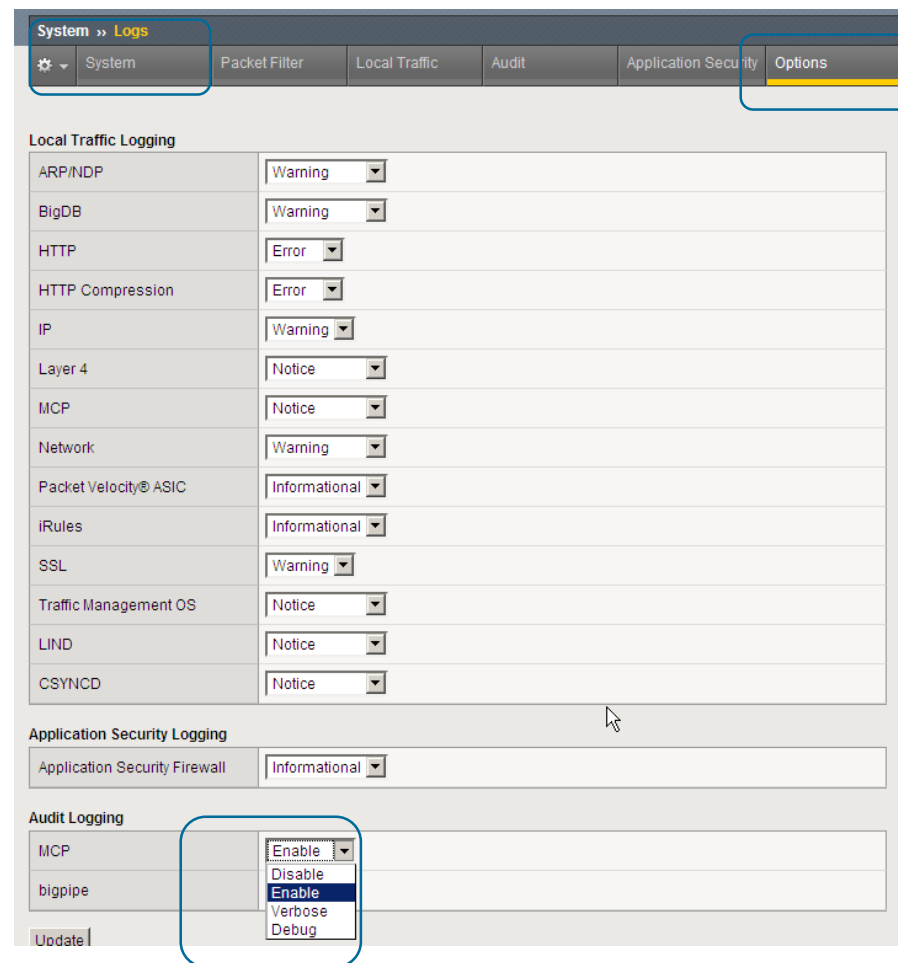 System » Logs
System Packet Filter Local Traffic Audit Application Security Options
Local Traffic Logging
ARP/NDP Warning
BigDB Warning
HTTP Error
HTTP Compression Error
IP Warning
Layer 4 Notice
MCP Notice
Network Warning
Packet Velocity® ASIC Informational
iRules Informational
SSL Warning
Traffic Management OS Notice
LIND Notice
CSYNCD Notice
Application Security Logging
Application Security Firewall Informational
Audit Logging
MCP Enable
Disable
bigpipe Enable
Verbose
Debug
Update